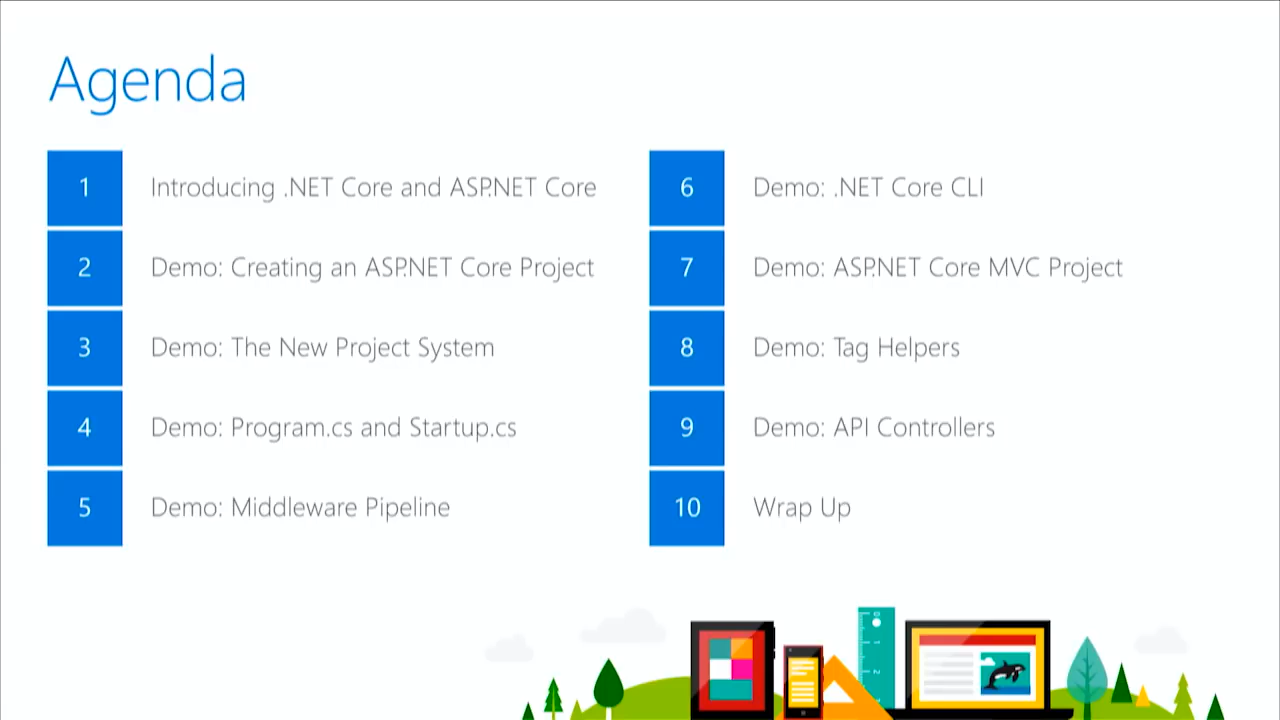 Agenda
1 Introducing .NET Core and ASP.NET Core
2 Demo: Creating an ASP.NET Core Project
3 Demo: The New Project System
4 Demo: Program.cs and Startup.cs
5 Demo: Middleware Pipeline
6 Demo: .NET Core CLI
7 Demo: ASP.NET Core MVC Project
8 Demo: Tag Helpers
9 Demo: API Controllers
10 Wrap Up
0
1
2